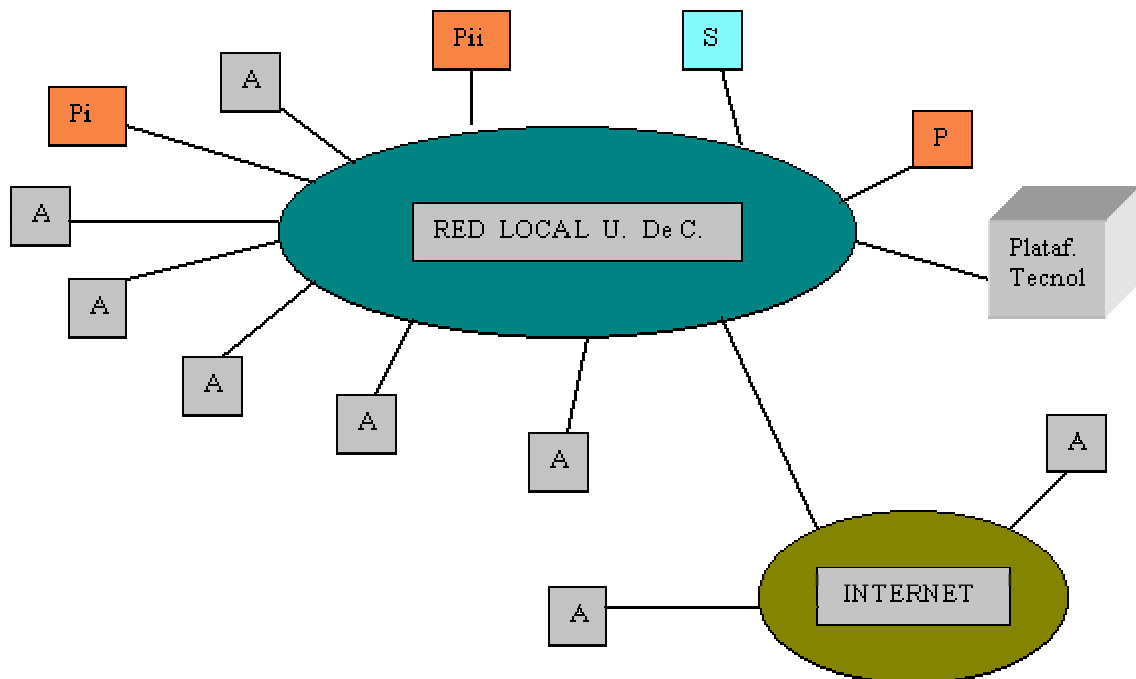 Pii
S
A
Pi
P
A
RED LOCAL U. De C.
Plataf.
Tecnol
A
A
A
A
A
INTERNET
A